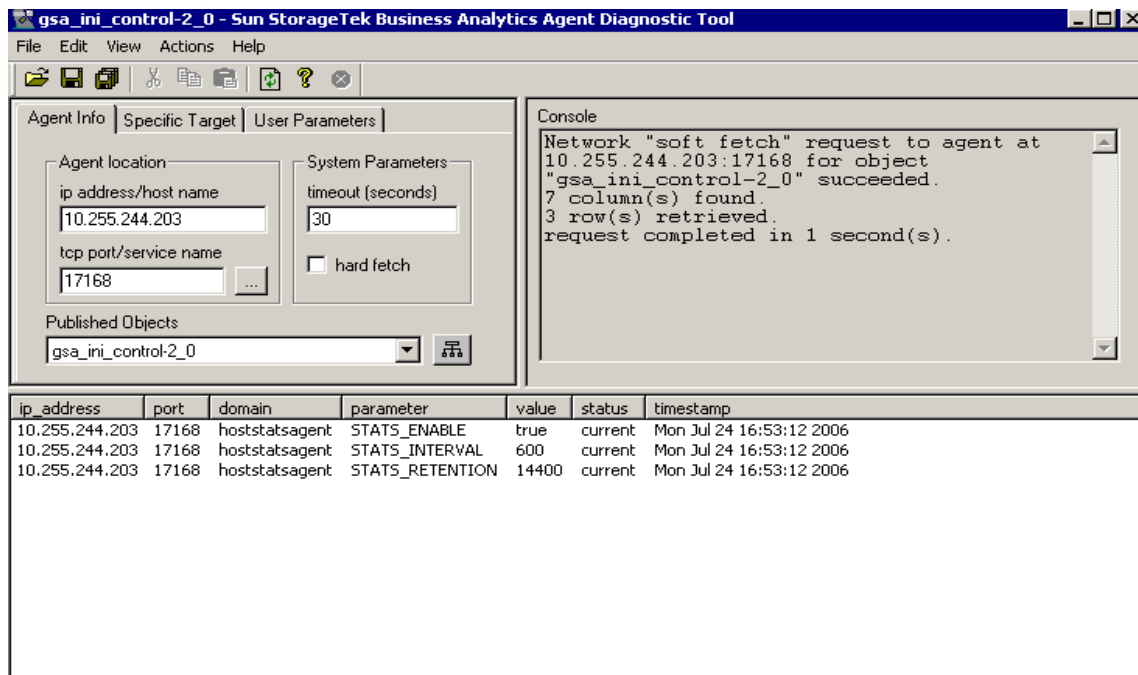 gsa_ini_control-2_0 - Sun StorageTek Business Analytics Agent Diagnostic Tool
File Edit View Actions Help
Agent Info Specific Target User Parameters
Agent location
ip address/host name
10.255.244.203
tcp port/service name
17168 ...
System Parameters
timeout (seconds)
30
hard fetch
Published Objects
gsa_ini_control-2_0
Console
Network "soft fetch" request to agent at
10.255.244.203:17168 for object
"gsa_ini_control-2_0" succeeded.
7 column(s) found.
3 row(s) retrieved.
request completed in 1 second(s).
ip_address port domain parameter value status timestamp
10.255.244.203 17168 hoststatsagent STATS_ENABLE true current Mon Jul 24 16:53:12 2006
10.255.244.203 17168 hoststatsagent STATS_INTERVAL 600 current Mon Jul 24 16:53:12 2006
10.255.244.203 17168 hoststatsagent STATS_RETENTION 14400 current Mon Jul 24 16:53:12 2006